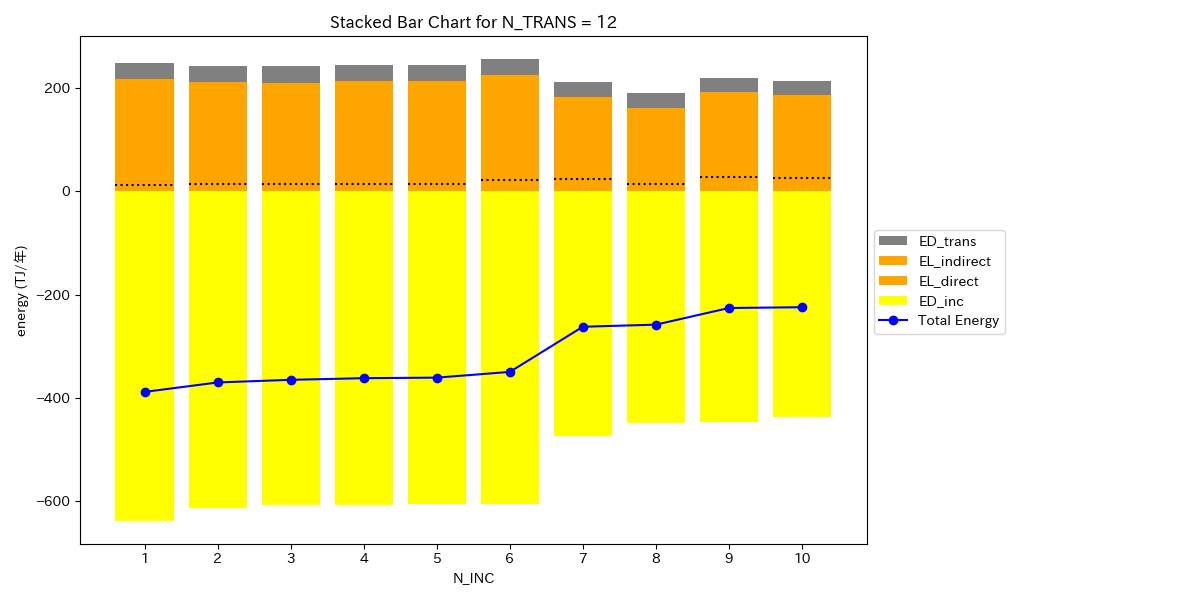 Stacked Bar Chart for N_TRANS = 12
energy (TJ/年)
200
0
−200
−400
−600
1 2 3 4 5 6 7 8 9 10
N_INC
ED_trans
EL_indirect
EL_direct
ED_inc
Total Energy